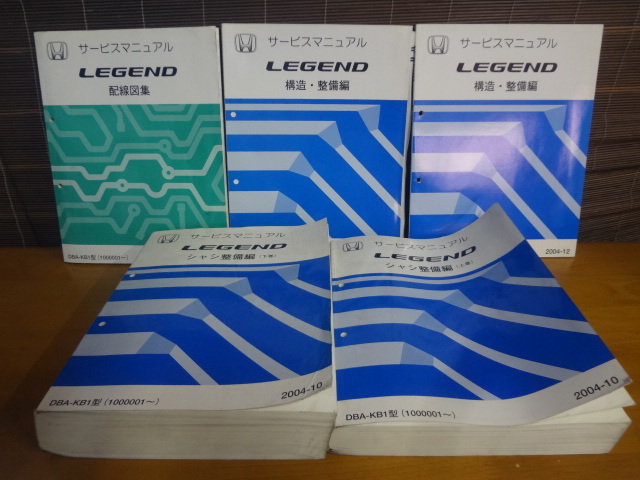 サービスマニュアル
LEGEND
配線図集
DBA-KB1型 (1000001〜)
サービスマニュアル
LEGEND
構造・整備編
サービスマニュアル
LEGEND
構造・整備編
2004-12
サービスマニュアル
LEGEND
シャシ整備編
DBA-KB1型 (1000001〜)
2004-10
サービスマニュアル
LEGEND
シャシ整備編
DBA-KB1型 (1000001〜)
2004-10